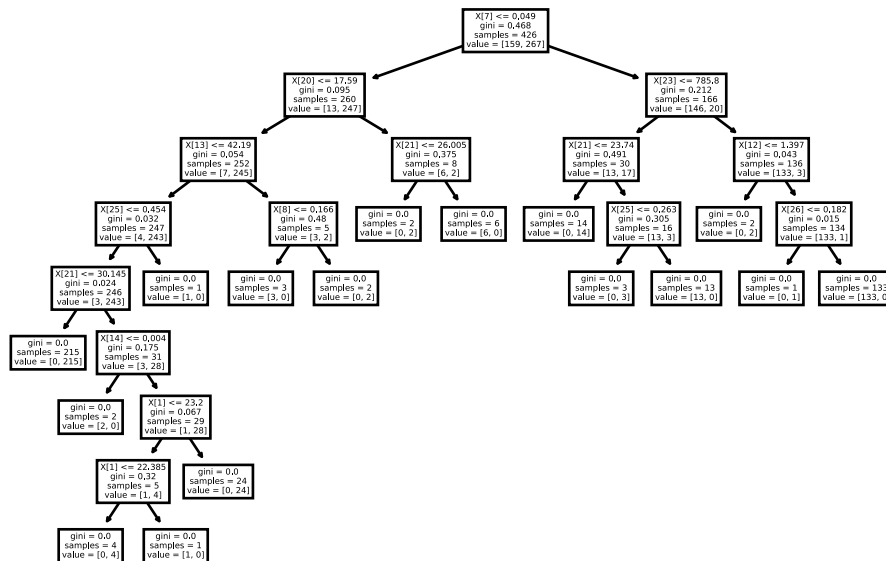 X[7] <= 0.049
gini = 0.468
samples = 426
value = [159, 267]
X[20] <= 17.59
gini = 0.095
samples = 260
value = [13, 247]
X[23] <= 785.8
gini = 0.212
samples = 166
value = [146, 20]
X[13] <= 42.19
gini = 0.054
samples = 252
value = [7, 245]
X[21] <= 26.005
gini = 0.375
samples = 8
value = [6, 2]
X[21] <= 23.74
gini = 0.491
samples = 30
value = [13, 17]
X[12] <= 1.397
gini = 0.043
samples = 136
value = [133, 3]
X[25] <= 0.454
gini = 0.032
samples = 247
value = [4, 243]
X[8] <= 0.166
gini = 0.48
samples = 5
value = [3, 2]
gini = 0.0
samples = 2
value = [0, 2]
gini = 0.0
samples = 6
value = [6, 0]
gini = 0.0
samples = 14
value = [0, 14]
X[25] <= 0.263
gini = 0.305
samples = 16
value = [13, 3]
gini = 0.0
samples = 2
value = [0, 2]
X[26] <= 0.182
gini = 0.015
samples = 134
value = [133, 1]
X[21] <= 30.145
gini = 0.024
samples = 246
value = [3, 243]
gini = 0.0
samples = 1
value = [1, 0]
gini = 0.0
samples = 3
value = [3, 0]
gini = 0.0
samples = 2
value = [0, 2]
gini = 0.0
samples = 3
value = [0, 3]
gini = 0.0
samples = 13
value = [13, 0]
gini = 0.0
samples = 1
value = [0, 1]
gini = 0.0
samples = 133
value = [133, 0]
gini = 0.0
samples = 215
value = [0, 215]
X[14] <= 0.004
gini = 0.175
samples = 31
value = [3, 28]
gini = 0.0
samples = 2
value = [2, 0]
X[1] <= 23.2
gini = 0.067
samples = 29
value = [1, 28]
X[1] <= 22.385
gini = 0.32
samples = 5
value = [1, 4]
gini = 0.0
samples = 24
value = [0, 24]
gini = 0.0
samples = 4
value = [0, 4]
gini = 0.0
samples = 1
value = [1, 0]